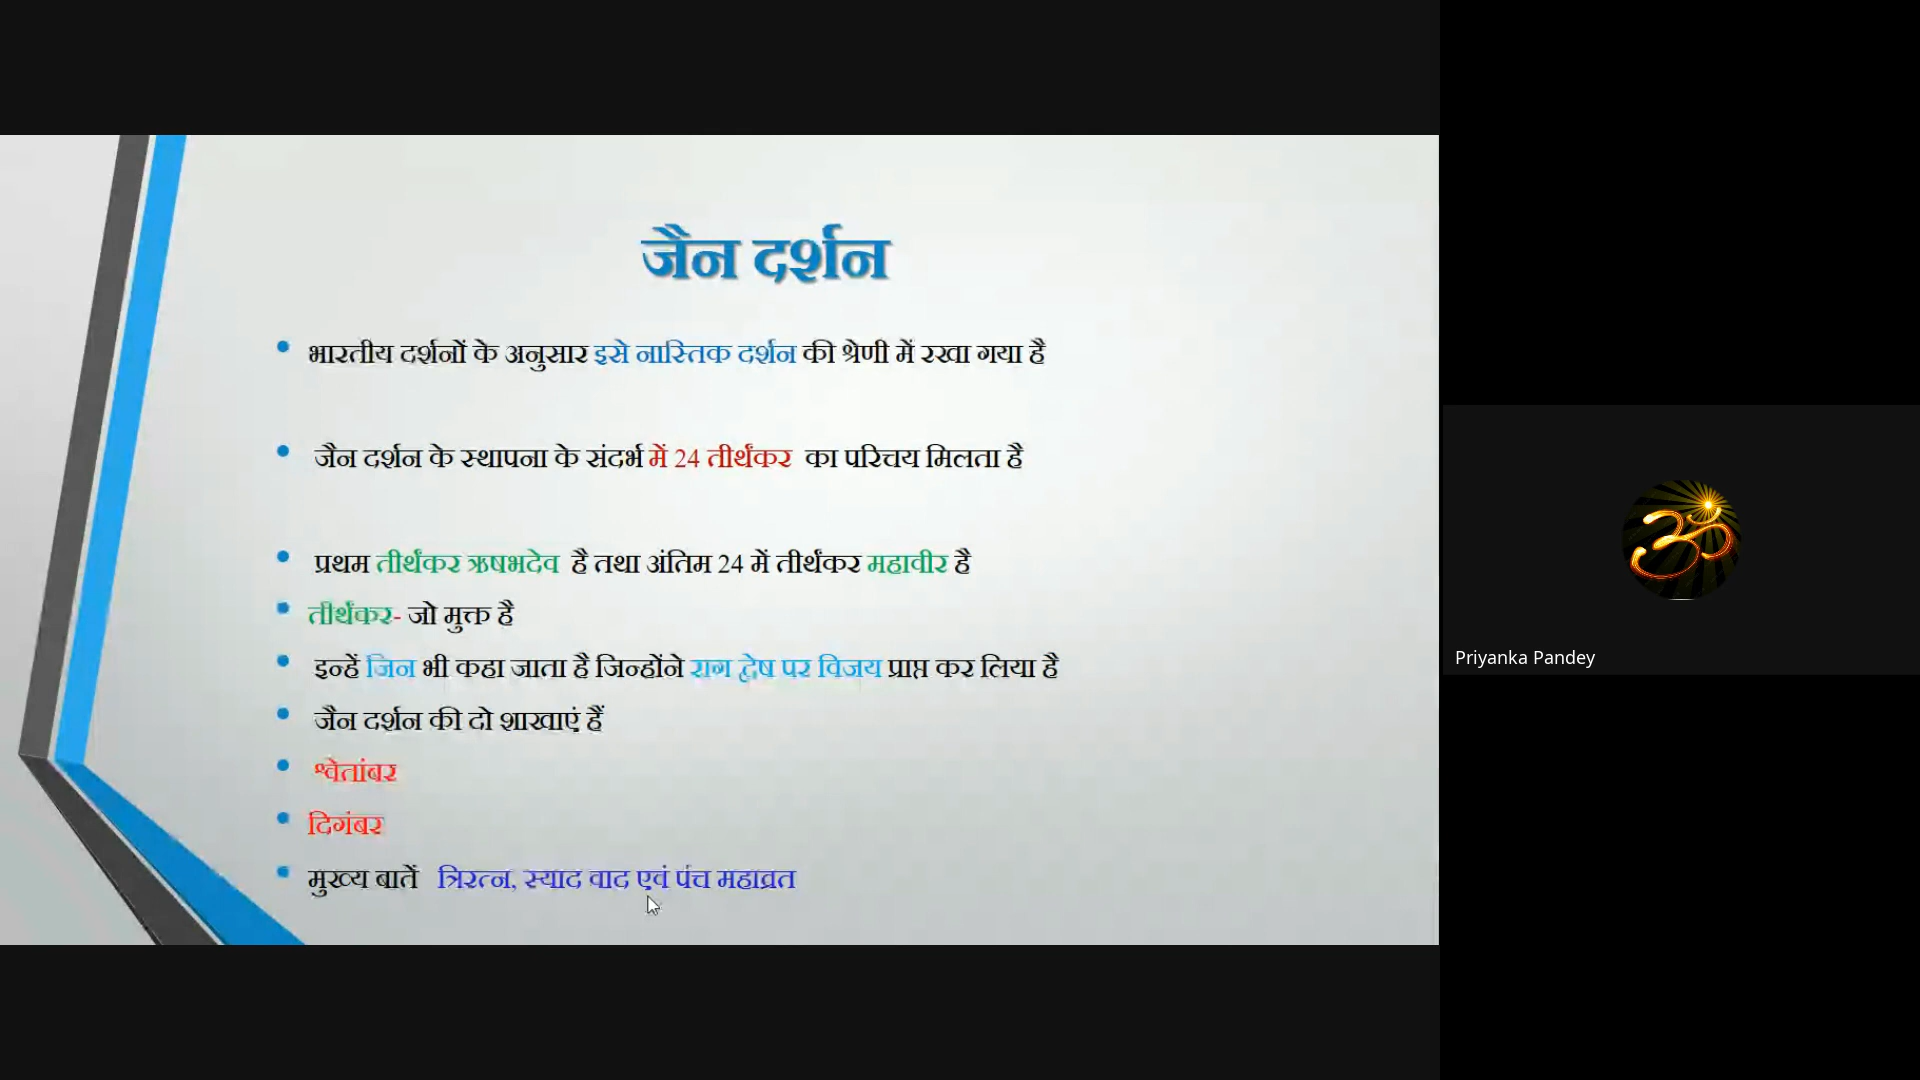 जैन दर्शन
भारतीय दर्शनों के अनुसार इसे नास्तिक दर्शन की श्रेणी में रखा गया है
जैन दर्शन के स्थापना के संदर्भ में 24 तीर्थंकर का परिचय मिलता है
प्रथम तीर्थंकर ऋषभदेव है तथा अंतिम 24 में तीर्थंकर महावीर है
तीर्थंकर- जो मुक्त है
इन्हें जिन भी कहा जाता है जिन्होंने राग द्वेष पर विजय प्राप्त कर लिया है
जैन दर्शन की दो शाखाएं हैं
श्वेतांबर
दिगंबर
मुख्य बातें त्रिरत्न, स्याद वाद एवं पंच महाव्रत
ॐ
Priyanka Pandey